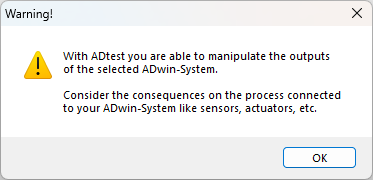 Warning!
With ADtest you are able to manipulate the outputs
of the selected ADwin-System.
Consider the consequences on the process connected
to your ADwin-System like sensors, actuators, etc.
OK